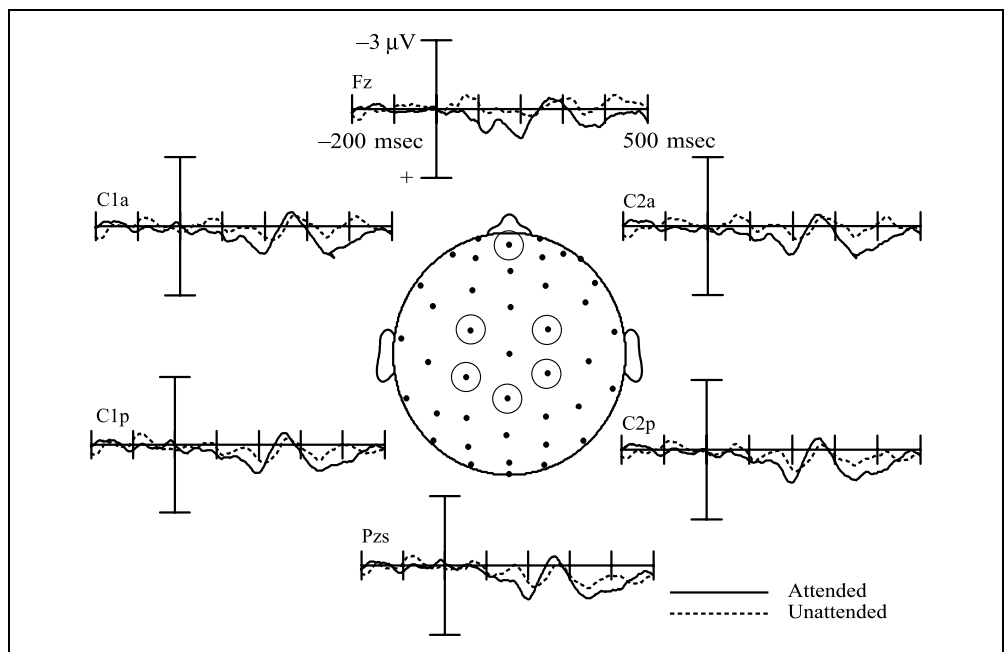 –3 μV
Fz
–200 msec
500 msec
+
C1a
C2a
C1p
C2p
Pzs
Attended
Unattended